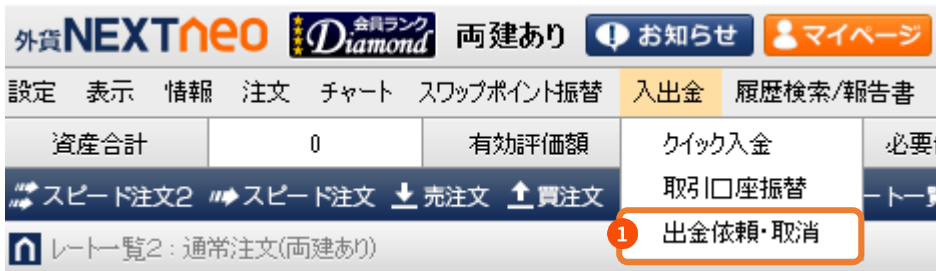 外貨NEXTneo 会員ランク Diamond 両建あり お知らせ マイページ
設定 表示 情報 注文 チャート スワップポイント振替 入出金 履歴検索/報告書
資産合計 0 有効評価額 クイック入金 必要
取引口座振替
スピード注文2 スピード注文 売注文 買注文 ート一覧
1 出金依頼・取消
レート一覧2：通常注文(両建あり)